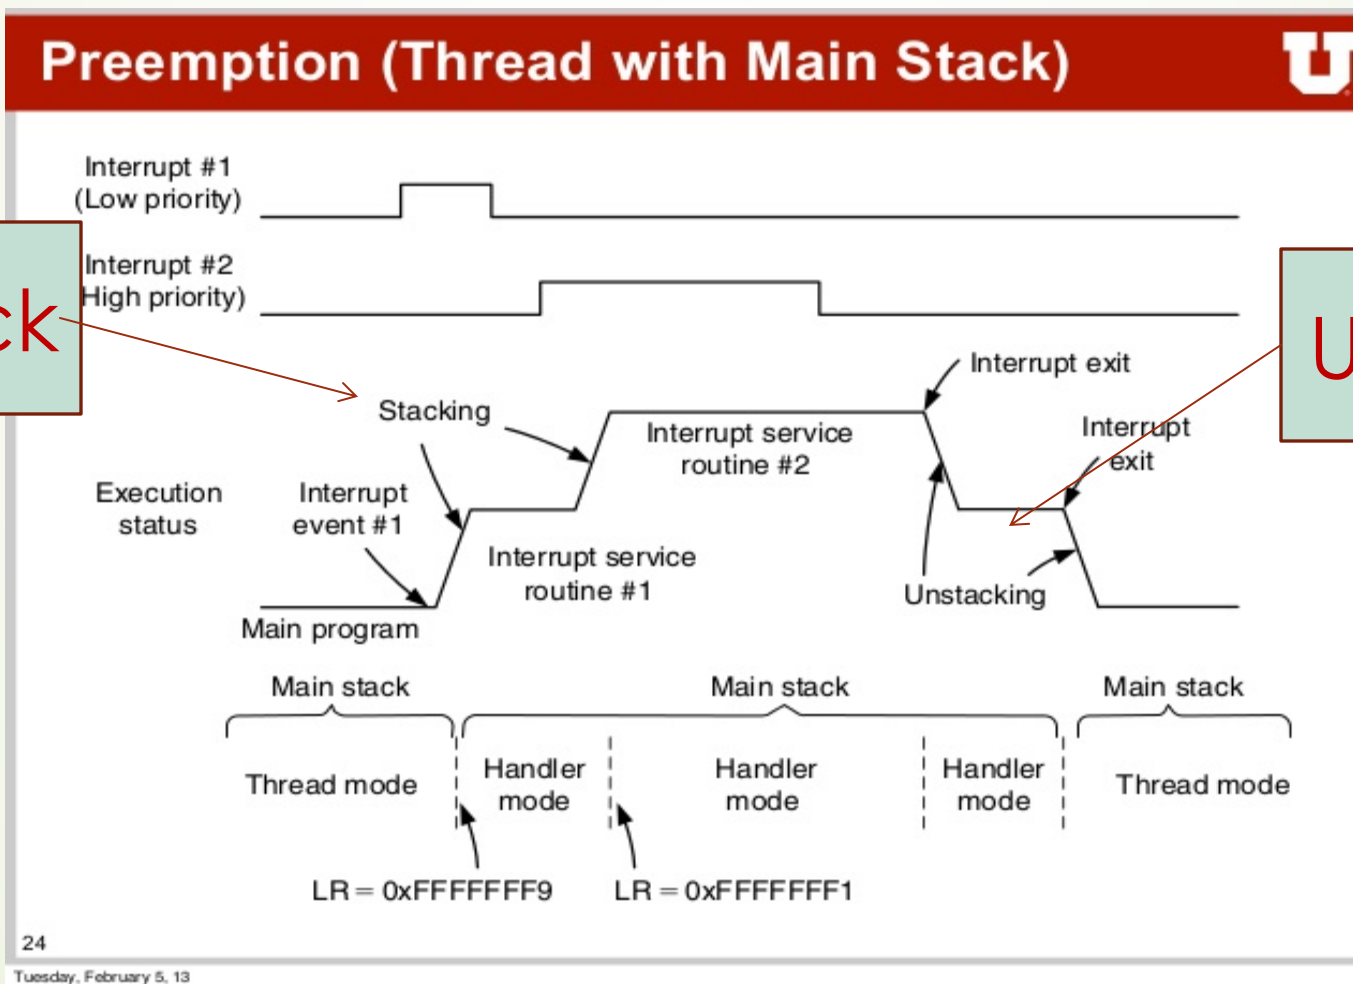 Preemption (Thread with Main Stack)
U
Interrupt #1
(Low priority)
Interrupt #2
High priority)
ck
U
Interrupt exit
Stacking
Interrupt service
routine #2
Interrupt
exit
Execution
status
Interrupt
event #1
Interrupt service
routine #1
Unstacking
Main program
Main stack
Main stack
Main stack
Thread mode
Handler
mode
Handler
mode
Handler
mode
Thread mode
LR = 0xFFFFFFF9
LR = 0xFFFFFFF1
24
Tuesday, February 5, 13